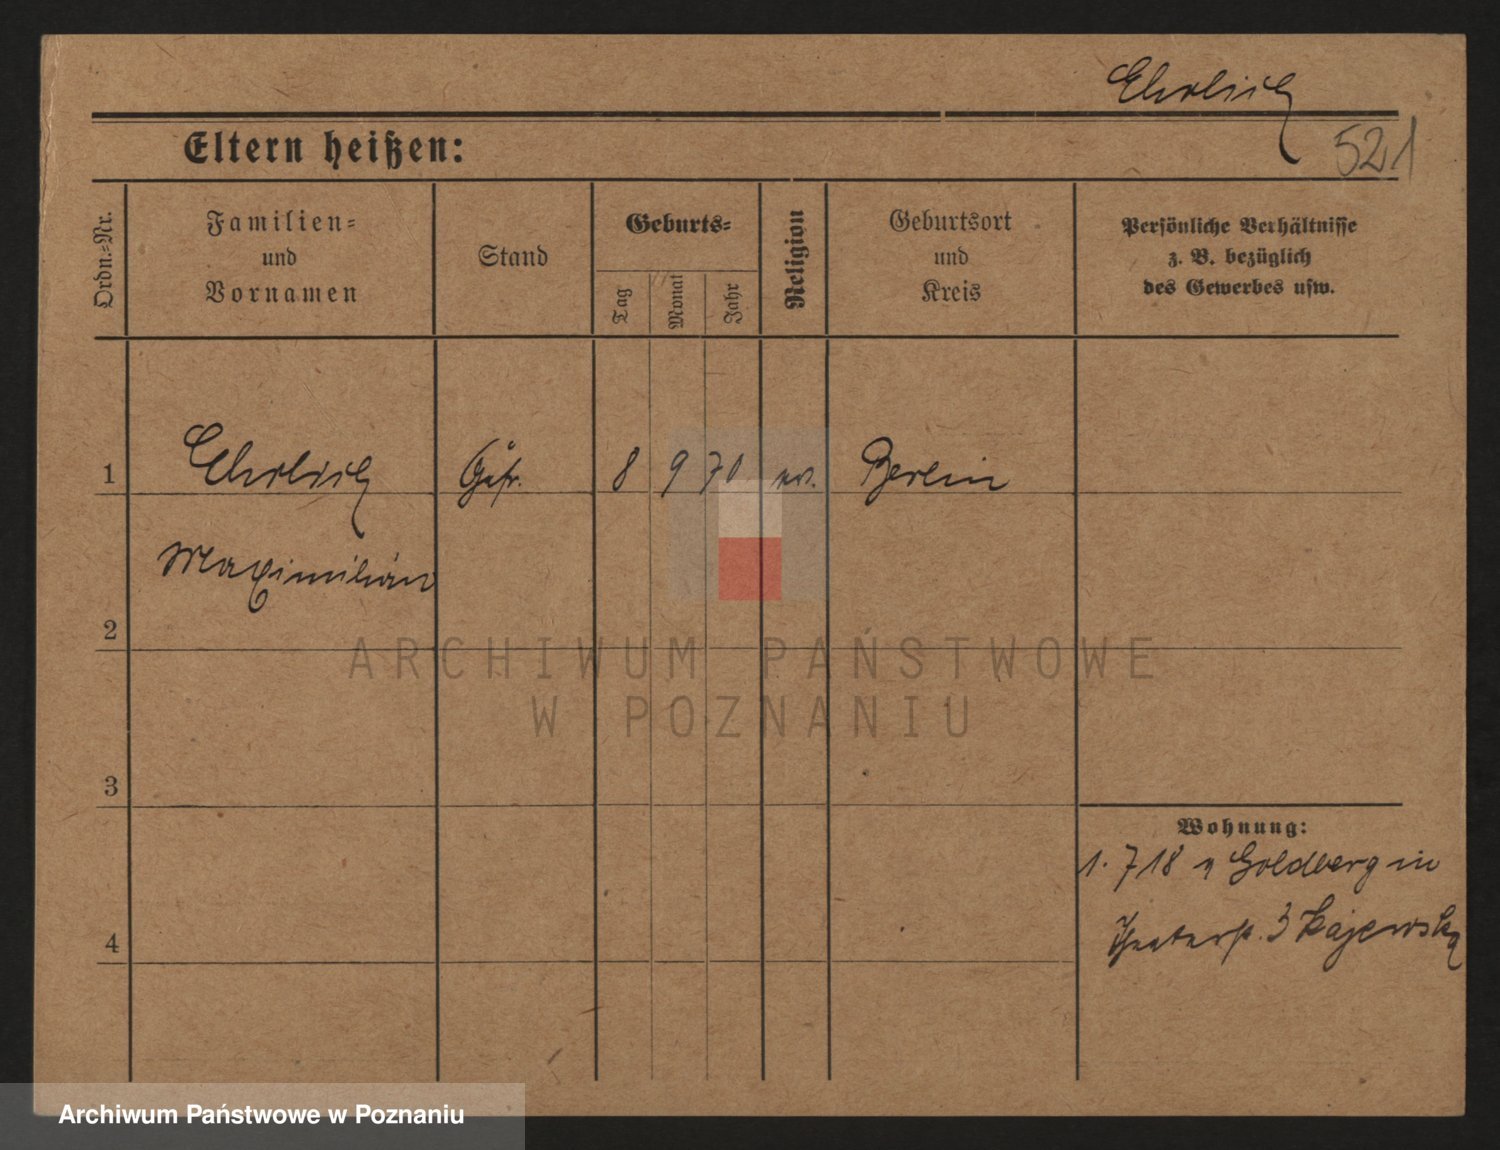 Ehrlich
521
Eltern heißen:
Ordn.-Nr.
Familien-
und
Vornamen
Stand
Geburts-
Tag
Monat
Jahr
Religion
Geburtsort
und
Kreis
Persönliche Verhältnisse
z. B. bezüglich
des Gewerbes usw.
1 Ehrlich 8 9 70 Berlin
Maximilian
2
3
4
Wohnung:
1. 7 18 Goldberg in
3 Kajewska
ARCHIWUM PAŃSTWOWE
W POZNANIU
Archiwum Państwowe w Poznaniu